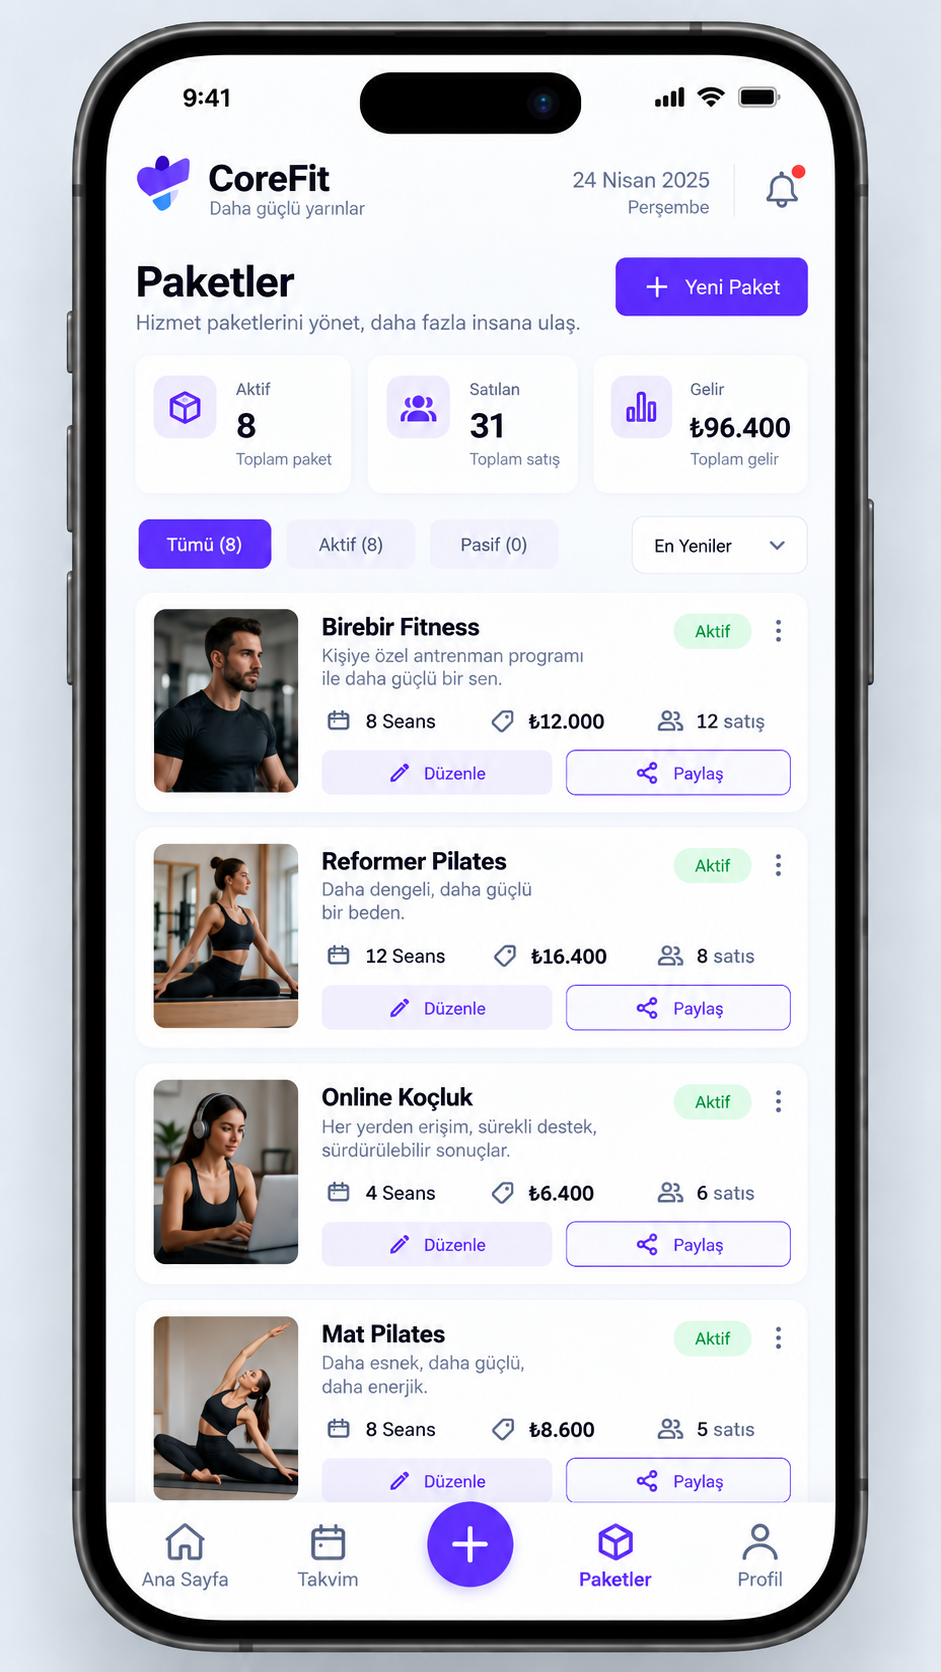 9:41
CoreFit
Daha güçlü yarınlar
24 Nisan 2025
Perşembe
Paketler
Hizmet paketlerini yönet, daha fazla insana ulaş.
+ Yeni Paket
Aktif
8
Toplam paket
Satılan
31
Toplam satış
Gelir
₺96.400
Toplam gelir
Tümü (8)
Aktif (8)
Pasif (0)
En Yeniler
Birebir Fitness
Aktif
Kişiye özel antrenman programı
ile daha güçlü bir sen.
8 Seans
₺12.000
12 satış
Düzenle
Paylaş
Reformer Pilates
Aktif
Daha dengeli, daha güçlü
bir beden.
12 Seans
₺16.400
8 satıs
Düzenle
Paylaş
Online Koçluk
Aktif
Her yerden erişim, sürekli destek,
sürdürülebilir sonuçlar.
4 Seans
₺6.400
6 satıs
Düzenle
Paylaş
Mat Pilates
Aktif
Daha esnek, daha güçlü,
daha enerjik.
8 Seans
₺8.600
5 satıs
Düzenle
Paylaş
Ana Sayfa
Takvim
Paketler
Profil